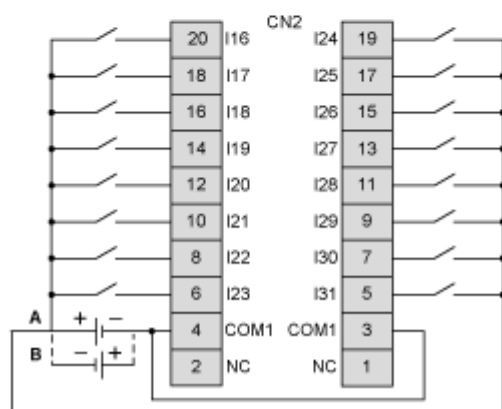 CN2
20 I16 I24 19
18 I17 I25 17
16 I18 I26 15
14 I19 I27 13
12 I20 I28 11
10 I21 I29 9
8 I22 I30 7
6 I23 I31 5
A + − 4 COM1 COM1 3
B − + 2 NC NC 1